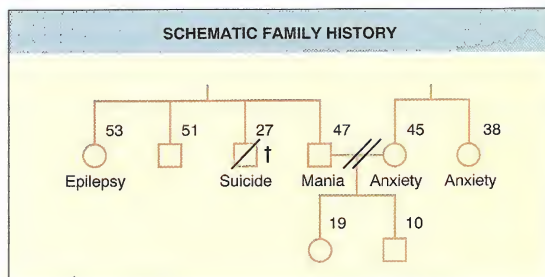 SCHEMATIC FAMILY HISTORY
53 51 27 47 45 38
†
Epilepsy Suicide Mania Anxiety Anxiety
19 10